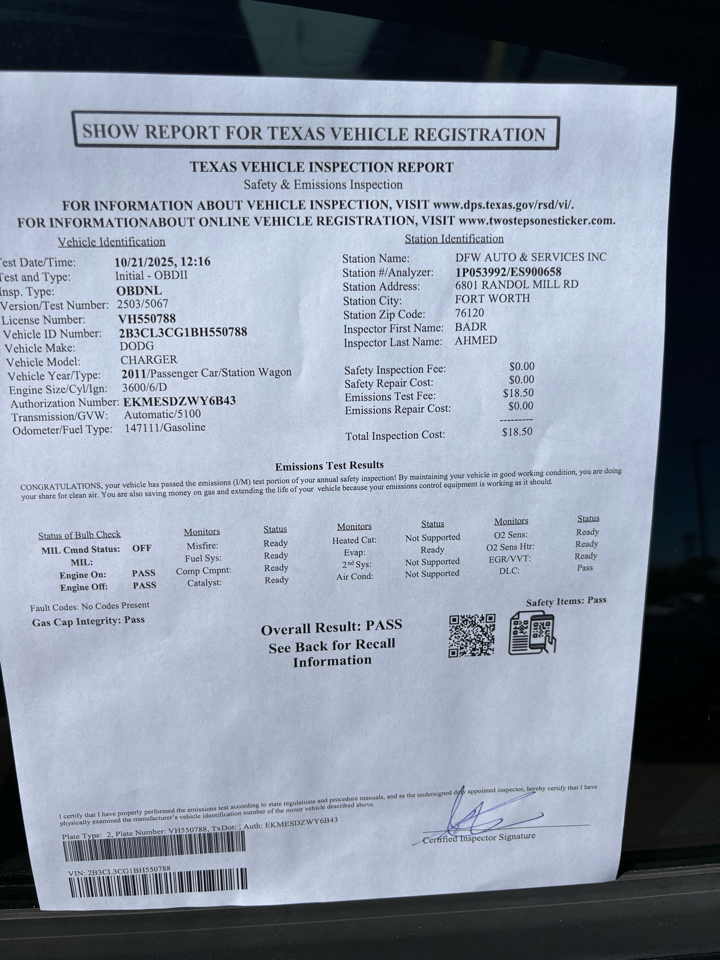 SHOW REPORT FOR TEXAS VEHICLE REGISTRATION
TEXAS VEHICLE INSPECTION REPORT
Safety & Emissions Inspection
FOR INFORMATION ABOUT VEHICLE INSPECTION, VISIT www.dps.texas.gov/rsd/vi/.
FOR INFORMATIONABOUT ONLINE VEHICLE REGISTRATION, VISIT www.twostepsonesticker.com.
Vehicle Identification
est Date/Time: 10/21/2025, 12:16
Test and Type: Initial - OBDII
Insp. Type: OBDNL
Version/Test Number: 2503/5067
License Number: VH550788
Vehicle ID Number: 2B3CL3CG1BH550788
Vehicle Make: DODG
Vehicle Model: CHARGER
Vehicle Year/Type: 2011/Passenger Car/Station Wagon
Engine Size/Cyl/Ign: 3600/6/D
Authorization Number: EKMESDZWY6B43
Transmission/GVW: Automatic/5100
Odometer/Fuel Type: 147111/Gasoline
Station Identification
Station Name: DFW AUTO & SERVICES INC
Station #/Analyzer: 1P053992/ES900658
Station Address: 6801 RANDOL MILL RD
Station City: FORT WORTH
Station Zip Code: 76120
Inspector First Name: BADR
Inspector Last Name: AHMED
Safety Inspection Fee: $0.00
Safety Repair Cost: $0.00
Emissions Test Fee: $18.50
Emissions Repair Cost: $0.00
---------
Total Inspection Cost: $18.50
Emissions Test Results
CONGRATULATIONS, your vehicle has passed the emissions (I/M) test portion of your annual safety inspection! By maintaining your vehicle in good working condition, you are doing
your share for clean air. You are also saving money on gas and extending the life of your vehicle because your emissions control equipment is working as it should.
Status of Bulb Check
MIL Cmnd Status: OFF
MIL:
Engine On: PASS
Engine Off: PASS
Monitors Status
Misfire: Ready
Fuel Sys: Ready
Comp Cmpnt: Ready
Catalyst: Ready
Monitors Status
Heated Cat: Not Supported
Evap: Ready
2nd Sys: Not Supported
Air Cond: Not Supported
Monitors Status
O2 Sens: Ready
O2 Sens Htr: Ready
EGR/VVT: Ready
DLC: Pass
Fault Codes: No Codes Present
Gas Cap Integrity: Pass
Safety Items: Pass
Overall Result: PASS
See Back for Recall
Information
I certify that I have properly performed the emissions test according to state regulations and procedure manuals, and as the undersigned duly appointed inspector, hereby certify that I have
physically examined the manufacturer's vehicle identification number of the motor vehicle described above.
Plate Type: 2, Plate Number: VH550788, TxDot: , Auth: EKMESDZWY6B43
Certified Inspector Signature
VIN: 2B3CL3CG1BH550788